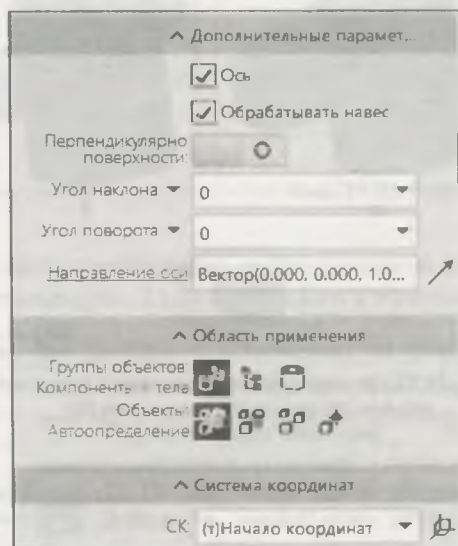 Дополнительные парамет...
Ось
Обрабатывать навес
Перпендикулярно
поверхности:
Угол наклона 0
Угол поворота 0
Направление оси Вектор(0.000, 0.000, 1.0...
Область применения
Группы объектов:
Компоненты + тела
Объекты:
Автоопределение
Система координат
СК: (т)Начало координат